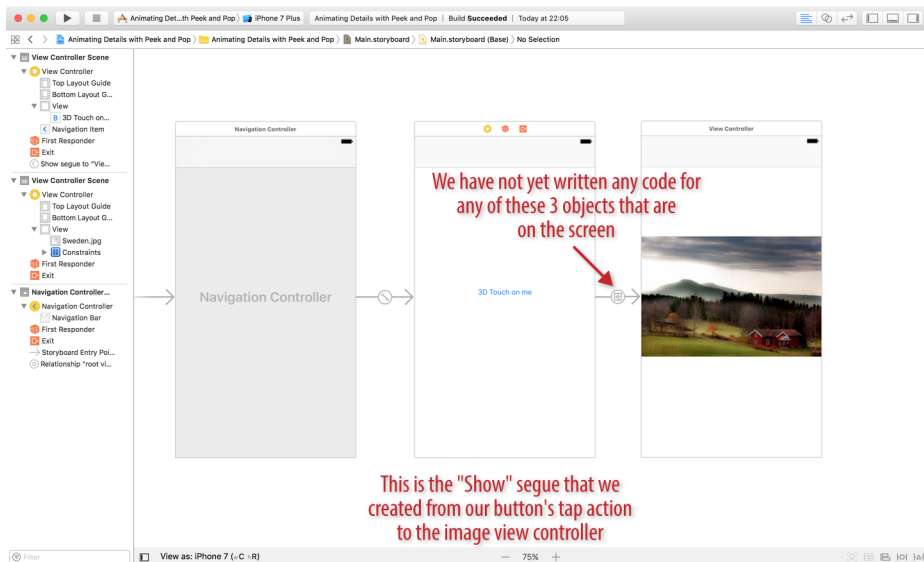 Animating Det...th Peek and Pop
iPhone 7 Plus
Animating Details with Peek and Pop | Build Succeeded | Today at 22:05
Animating Details with Peek and Pop
Animating Details with Peek and Pop
Main.storyboard
Main.storyboard (Base)
No Selection
View Controller Scene
View Controller
Top Layout Guide
Bottom Layout G...
View
B 3D Touch on...
Navigation Item
First Responder
Exit
Show segue to "Vie...
View Controller Scene
View Controller
Top Layout Guide
Bottom Layout G...
View
Sweden.jpg
Constraints
First Responder
Exit
Navigation Controller...
Navigation Controller
Navigation Bar
First Responder
Exit
Storyboard Entry Poi...
Relationship "root vi...
Filter
Navigation Controller
Navigation Controller
View Controller
We have not yet written any code for
any of these 3 objects that are
on the screen
3D Touch on me
This is the "Show" segue that we
created from our button's tap action
to the image view controller
View as: iPhone 7 (wC hR)
— 75% +